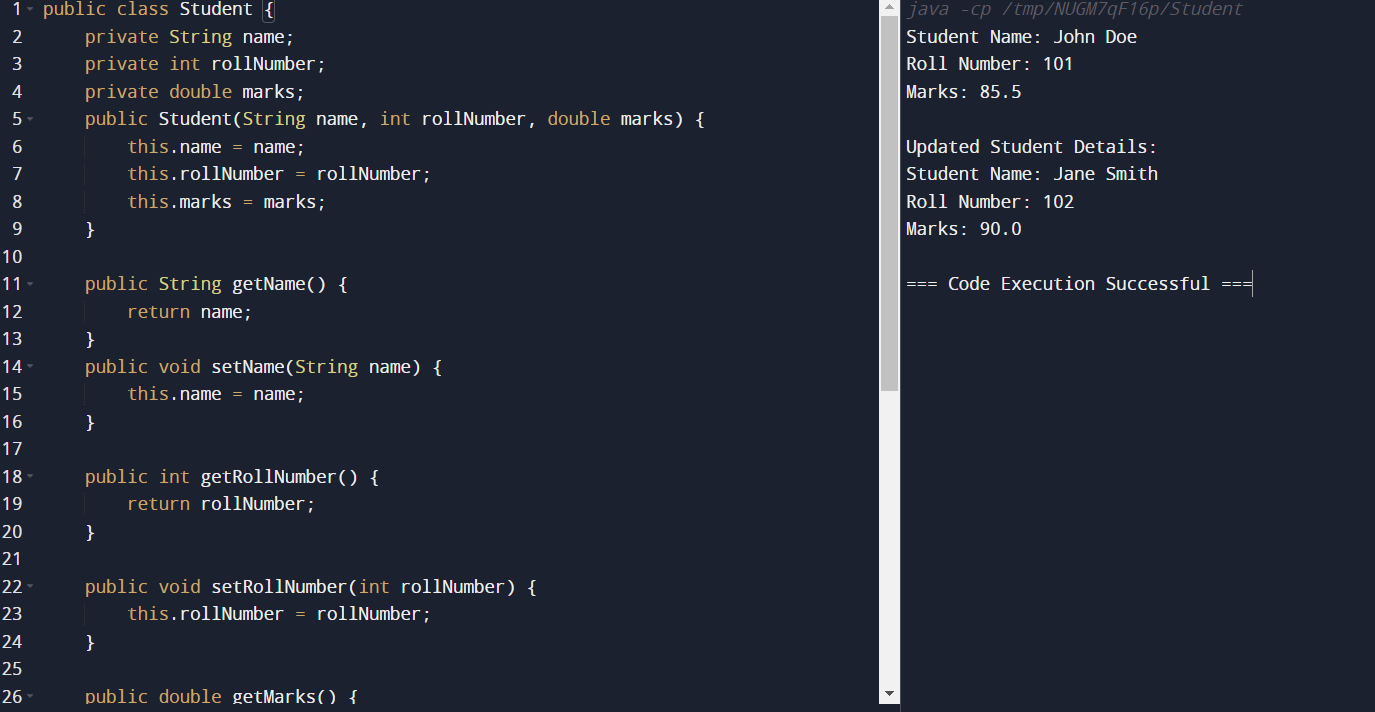 1 public class Student {
2     private String name;
3     private int rollNumber;
4     private double marks;
5     public Student(String name, int rollNumber, double marks) {
6         this.name = name;
7         this.rollNumber = rollNumber;
8         this.marks = marks;
9     }
10
11     public String getName() {
12         return name;
13     }
14     public void setName(String name) {
15         this.name = name;
16     }
17
18     public int getRollNumber() {
19         return rollNumber;
20     }
21
22     public void setRollNumber(int rollNumber) {
23         this.rollNumber = rollNumber;
24     }
25
26     public double getMarks() {
java -cp /tmp/NUGM7qF16p/Student
Student Name: John Doe
Roll Number: 101
Marks: 85.5

Updated Student Details:
Student Name: Jane Smith
Roll Number: 102
Marks: 90.0

=== Code Execution Successful ===